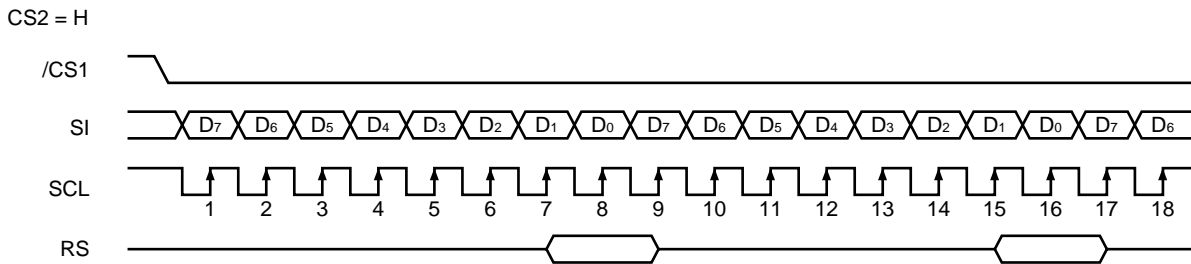 CS2 = H
/CS1
SI D7 D6 D5 D4 D3 D2 D1 D0 D7 D6 D5 D4 D3 D2 D1 D0 D7 D6
SCL
1 2 3 4 5 6 7 8 9 10 11 12 13 14 15 16 17 18
RS